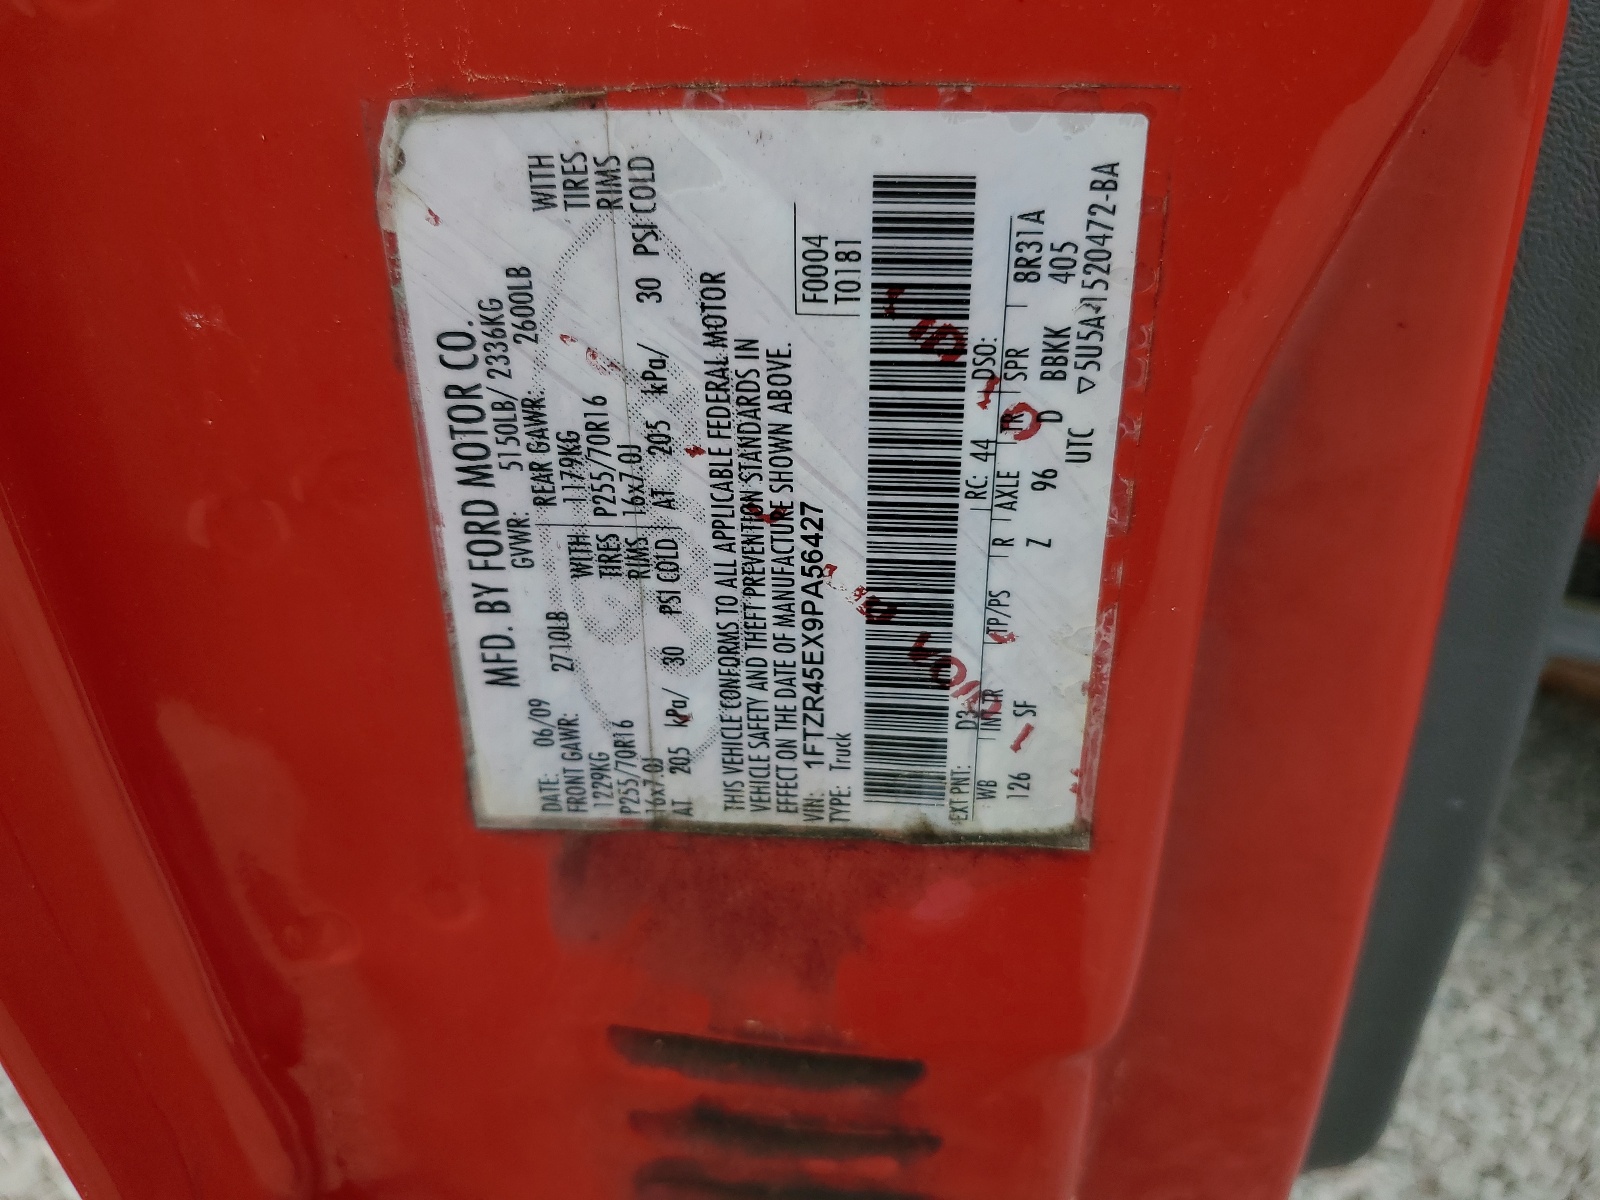 MFD. BY FORD MOTOR CO.
DATE: 06/09 GVWR: 5150LB/ 2336KG
FRONT GAWR: 2710LB REAR GAWR: 2600LB
1229KG WITH 1179KG WITH
P255/70R16 TIRES P255/70R16 TIRES
16x7.0J RIMS 16x7.0J RIMS
AT 205 kPa/ 30 PSI COLD AT 205 kPa/ 30 PSI COLD
THIS VEHICLE CONFORMS TO ALL APPLICABLE FEDERAL MOTOR
VEHICLE SAFETY AND THEFT PREVENTION STANDARDS IN
EFFECT ON THE DATE OF MANUFACTURE SHOWN ABOVE.
VIN: 1FTZR45EX9PA56427 F0004
TYPE: Truck T0181
EXT PNT: D3 RC: 44 DSO:
WB INT TR TP/PS R AXLE TR SPR 8R31A
126 SF Z 96 D BBKK 405
UTC ▽5U5A-1520472-BA